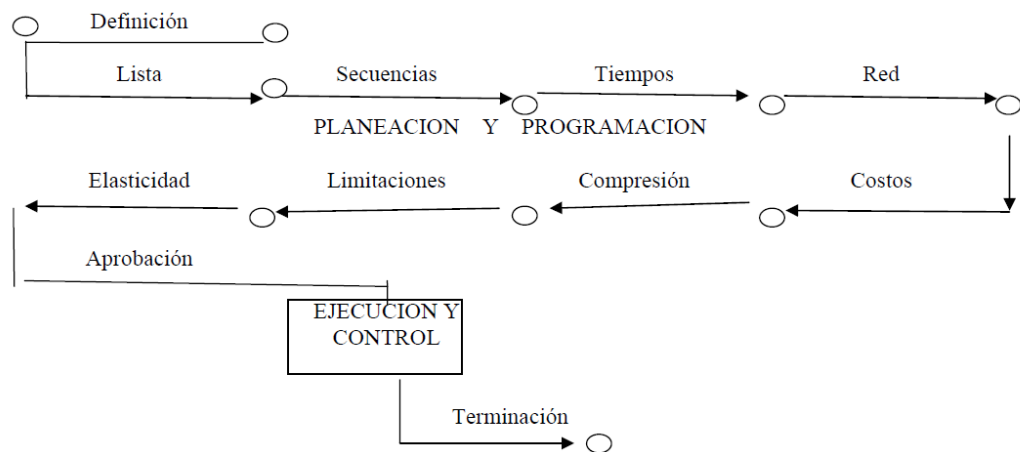 Definición
Lista Secuencias Tiempos Red
PLANEACION Y PROGRAMACION
Elasticidad Limitaciones Compresión Costos
Aprobación
EJECUCION Y
CONTROL
Terminación